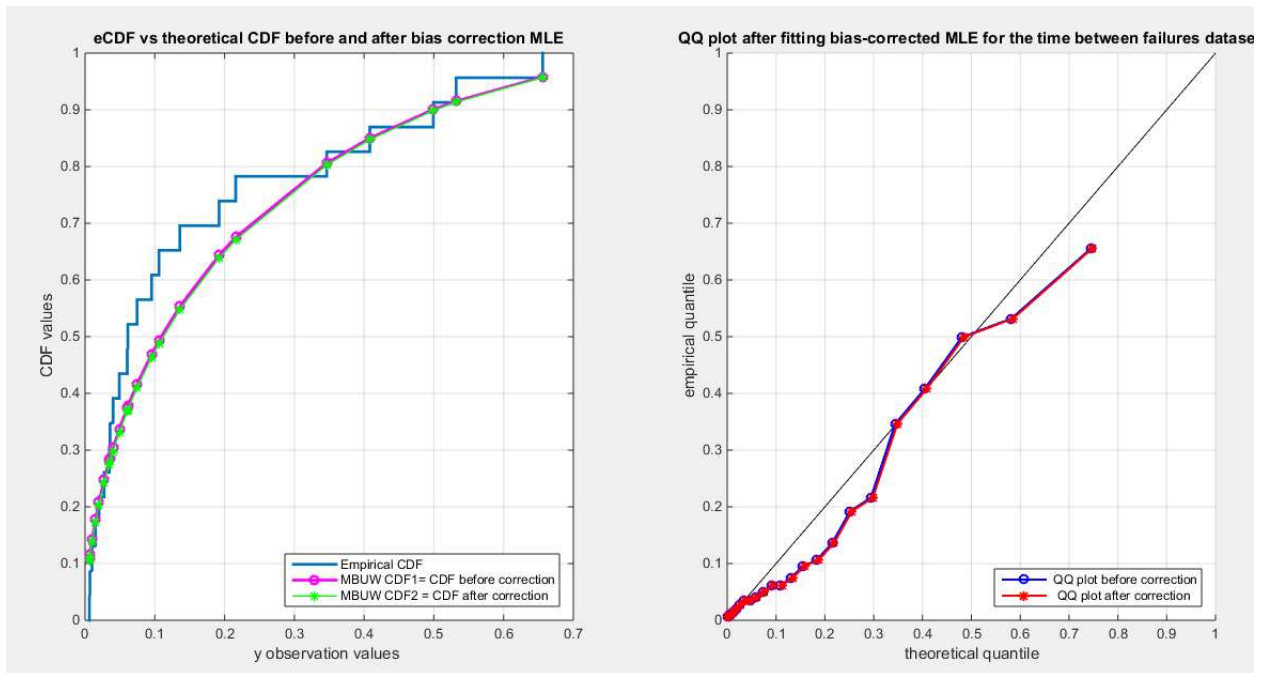 eCDF vs theoretical CDF before and after bias correction MLE
1
0.9
0.8
0.7
0.6
0.5
0.4
0.3
0.2
0.1
0
CDF values
0 0.1 0.2 0.3 0.4 0.5 0.6 0.7
y observation values
Empirical CDF
MBUW CDF1= CDF before correction
MBUW CDF2 = CDF after correction
QQ plot after fitting bias-corrected MLE for the time between failures dataset
1
0.9
0.8
0.7
0.6
0.5
0.4
0.3
0.2
0.1
0
empirical quantile
0 0.1 0.2 0.3 0.4 0.5 0.6 0.7 0.8 0.9 1
theoretical quantile
QQ plot before correction
QQ plot after correction